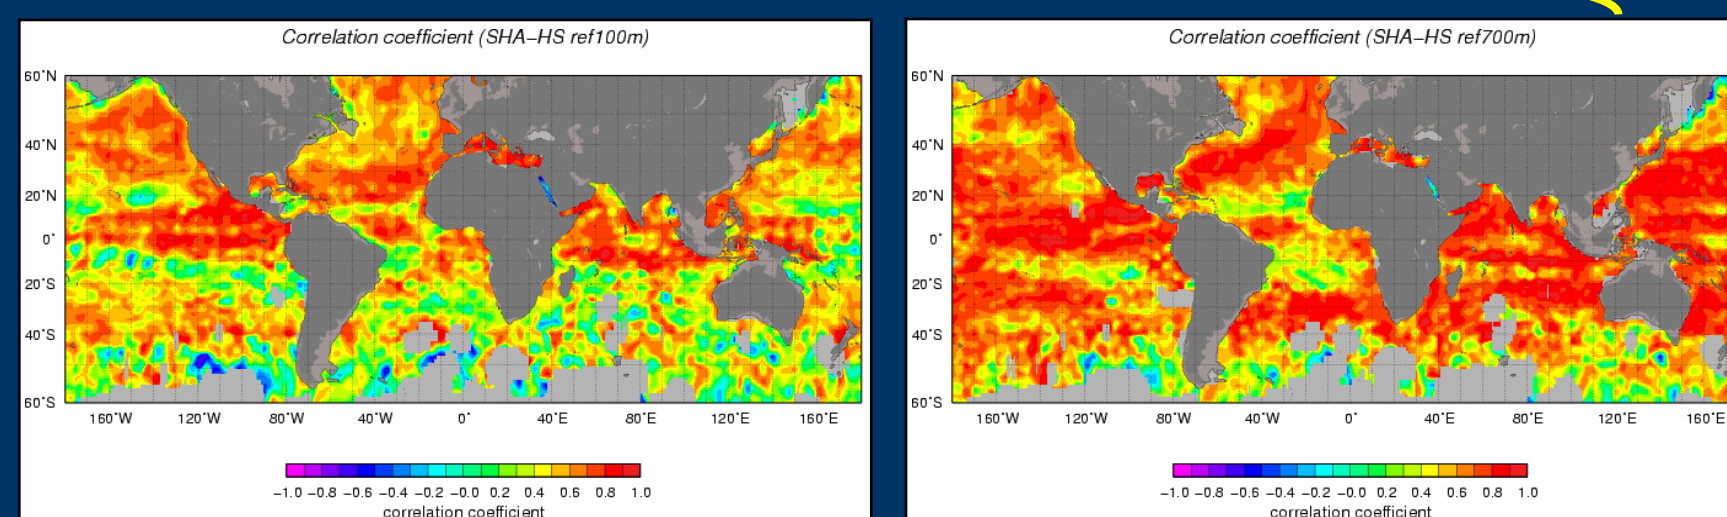 Correlation coefficient (SHA−HS ref100m)
60°N
40°N
20°N
0°
20°S
40°S
60°S
160°W 120°W 80°W 40°W 0° 40°E 80°E 120°E 160°E
−1.0 −0.8 −0.6 −0.4 −0.2 −0.0 0.2 0.4 0.6 0.8 1.0
correlation coefficient
Correlation coefficient (SHA−HS ref700m)
60°N
40°N
20°N
0°
20°S
40°S
60°S
160°W 120°W 80°W 40°W 0° 40°E 80°E 120°E 160°E
−1.0 −0.8 −0.6 −0.4 −0.2 −0.0 0.2 0.4 0.6 0.8 1.0
correlation coefficient